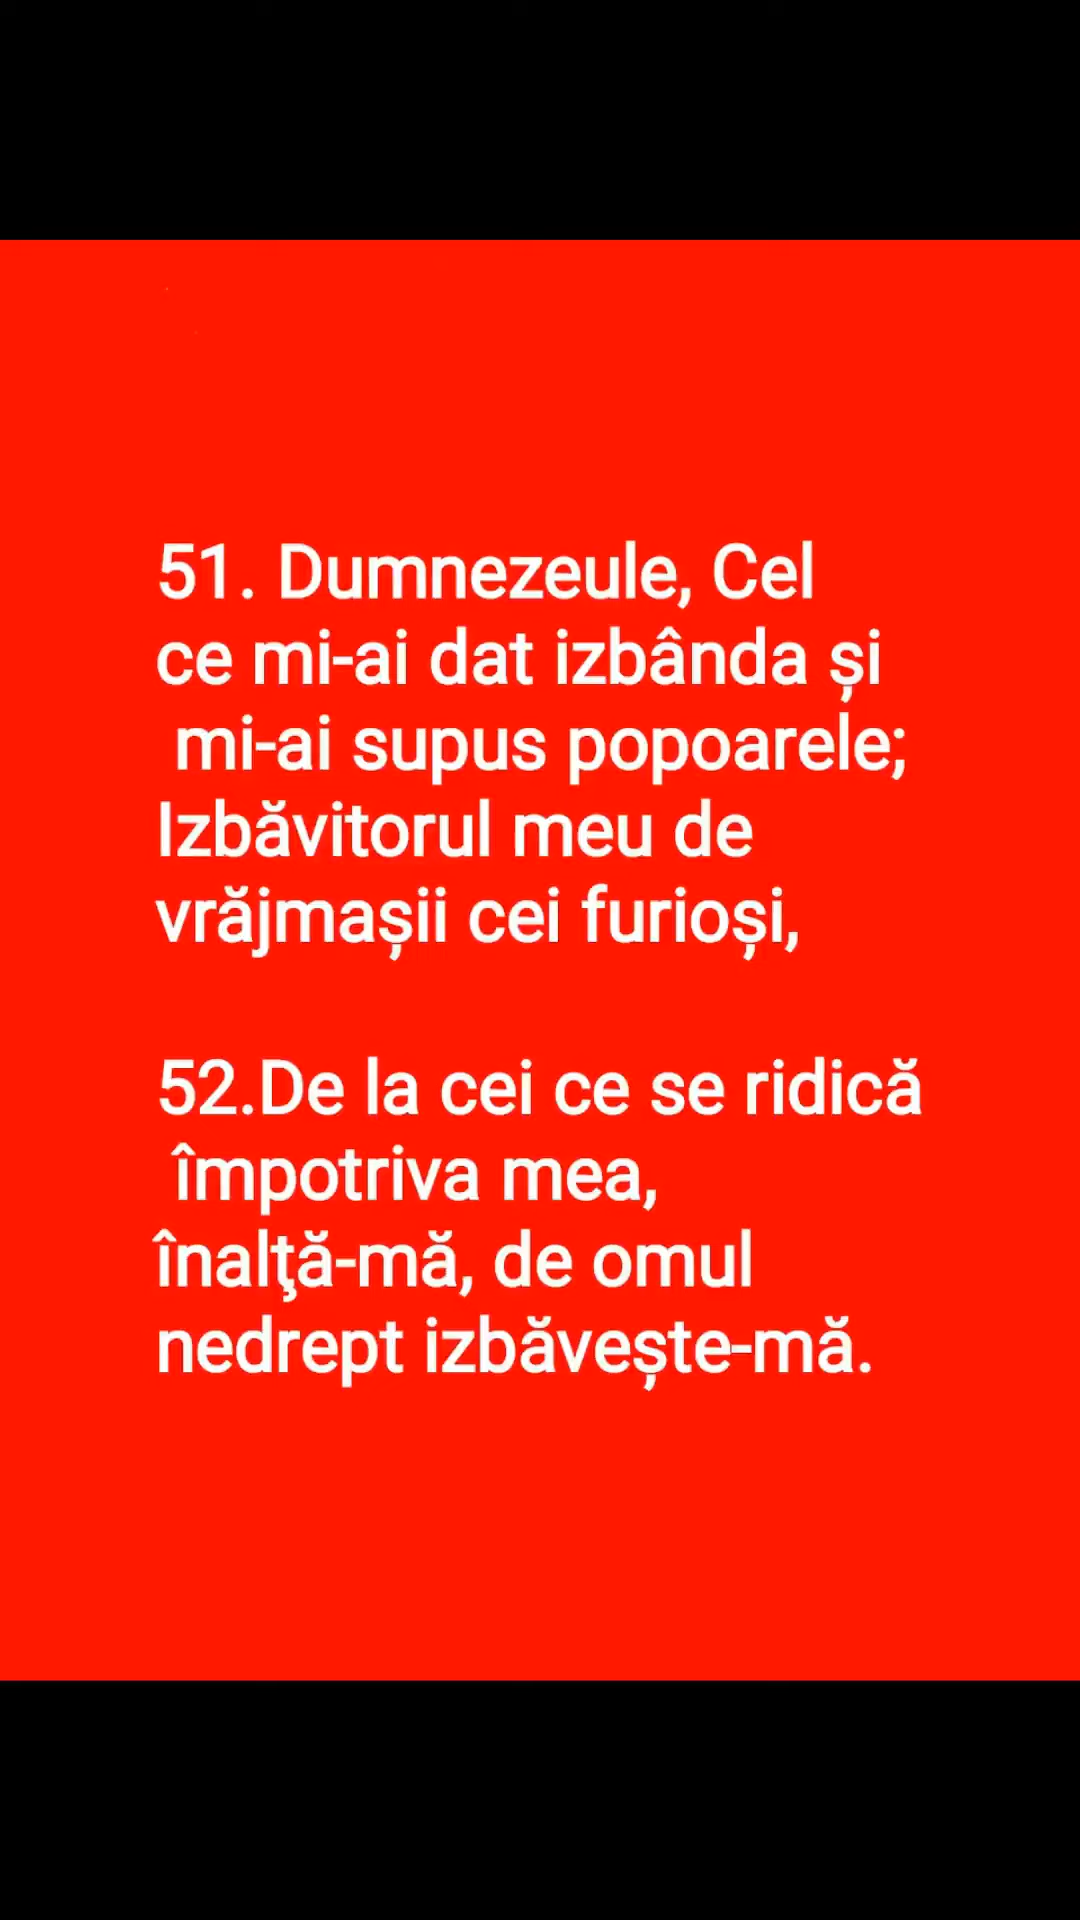 51. Dumnezeule, Cel
ce mi-ai dat izbânda și
mi-ai supus popoarele;
Izbăvitorul meu de
vrăjmașii cei furioși,
52.De la cei ce se ridică
împotriva mea,
înalţă-mă, de omul
nedrept izbăvește-mă.